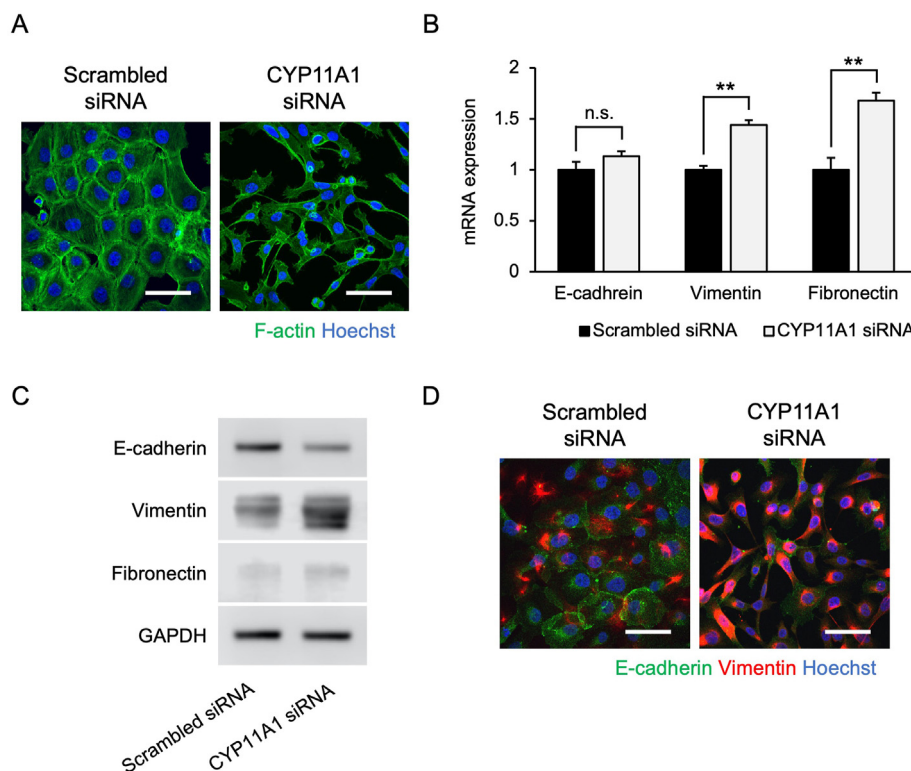 A
Scrambled
siRNA
CYP11A1
siRNA
F-actin Hoechst
B
mRNA expression
2
1.5
1
0.5
0
n.s.
**
**
E-cadhrein
Vimentin
Fibronectin
Scrambled siRNA
CYP11A1 siRNA
C
E-cadherin
Vimentin
Fibronectin
GAPDH
Scrambled siRNA
CYP11A1 siRNA
D
Scrambled
siRNA
CYP11A1
siRNA
E-cadherin Vimentin Hoechst